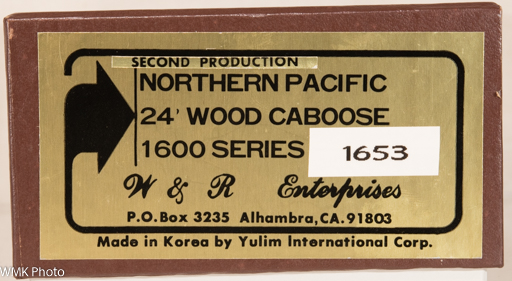 SECOND PRODUCTION
NORTHERN PACIFIC
24' WOOD CABOOSE
1600 SERIES 1653
W & R Enterprises
P.O.Box 3235 Alhambra,CA.91803
Made in Korea by Yulim International Corp.
WMK Photo